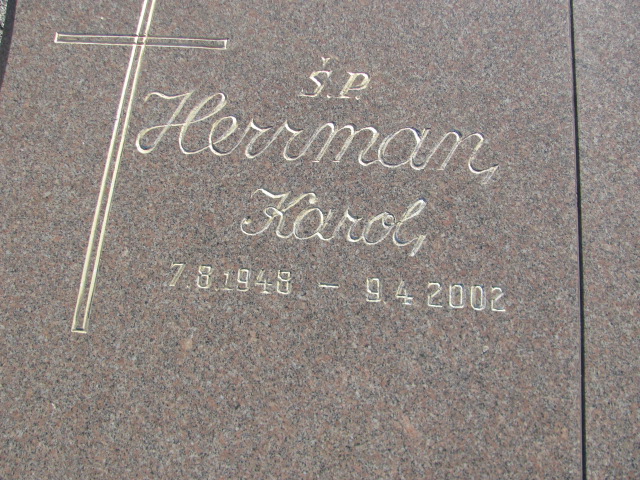 Š.P.
Herrman,
Karol,
7.8.1948 - 9.4 2002